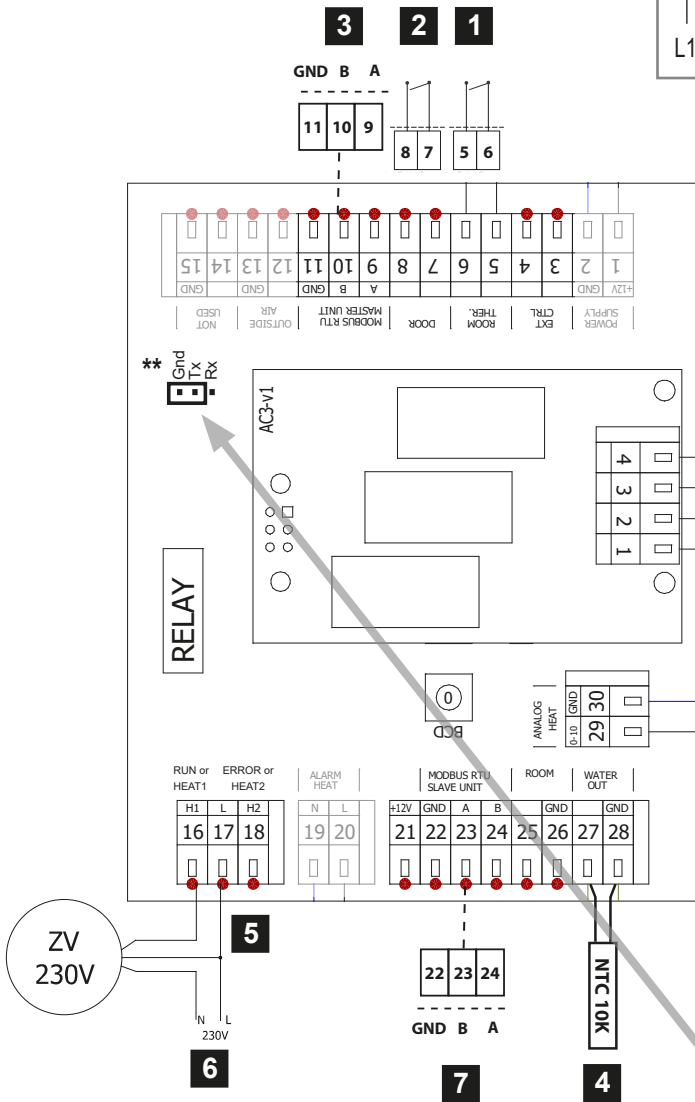 3 2 1
L1
GND B A
11 10 9
8 7
5 6
15 14 13 12 11 10 9 8 7 6 5 4 3 2 1
GND GND GND B A GND +12V
NOT USED
OUTSIDE AIR
MODBUS RTU MASTER UNIT
DOOR
ROOM THER.
EXT CTRL
POWER SUPPLY
**
Gnd
Tx
Rx
AC3-v1
4
3
2
1
RELAY
0
BCD
ANALOG HEAT
0-10 GND
29 30
RUN or HEAT1
ERROR or HEAT2
ALARM HEAT
MODBUS RTU SLAVE UNIT
ROOM
WATER OUT
H1 L H2 N L +12V GND A B GND GND
16 17 18 19 20 21 22 23 24 25 26 27 28
ZV
230V
5
N L
230V
6
22 23 24
GND B A
7
NTC 10K
4